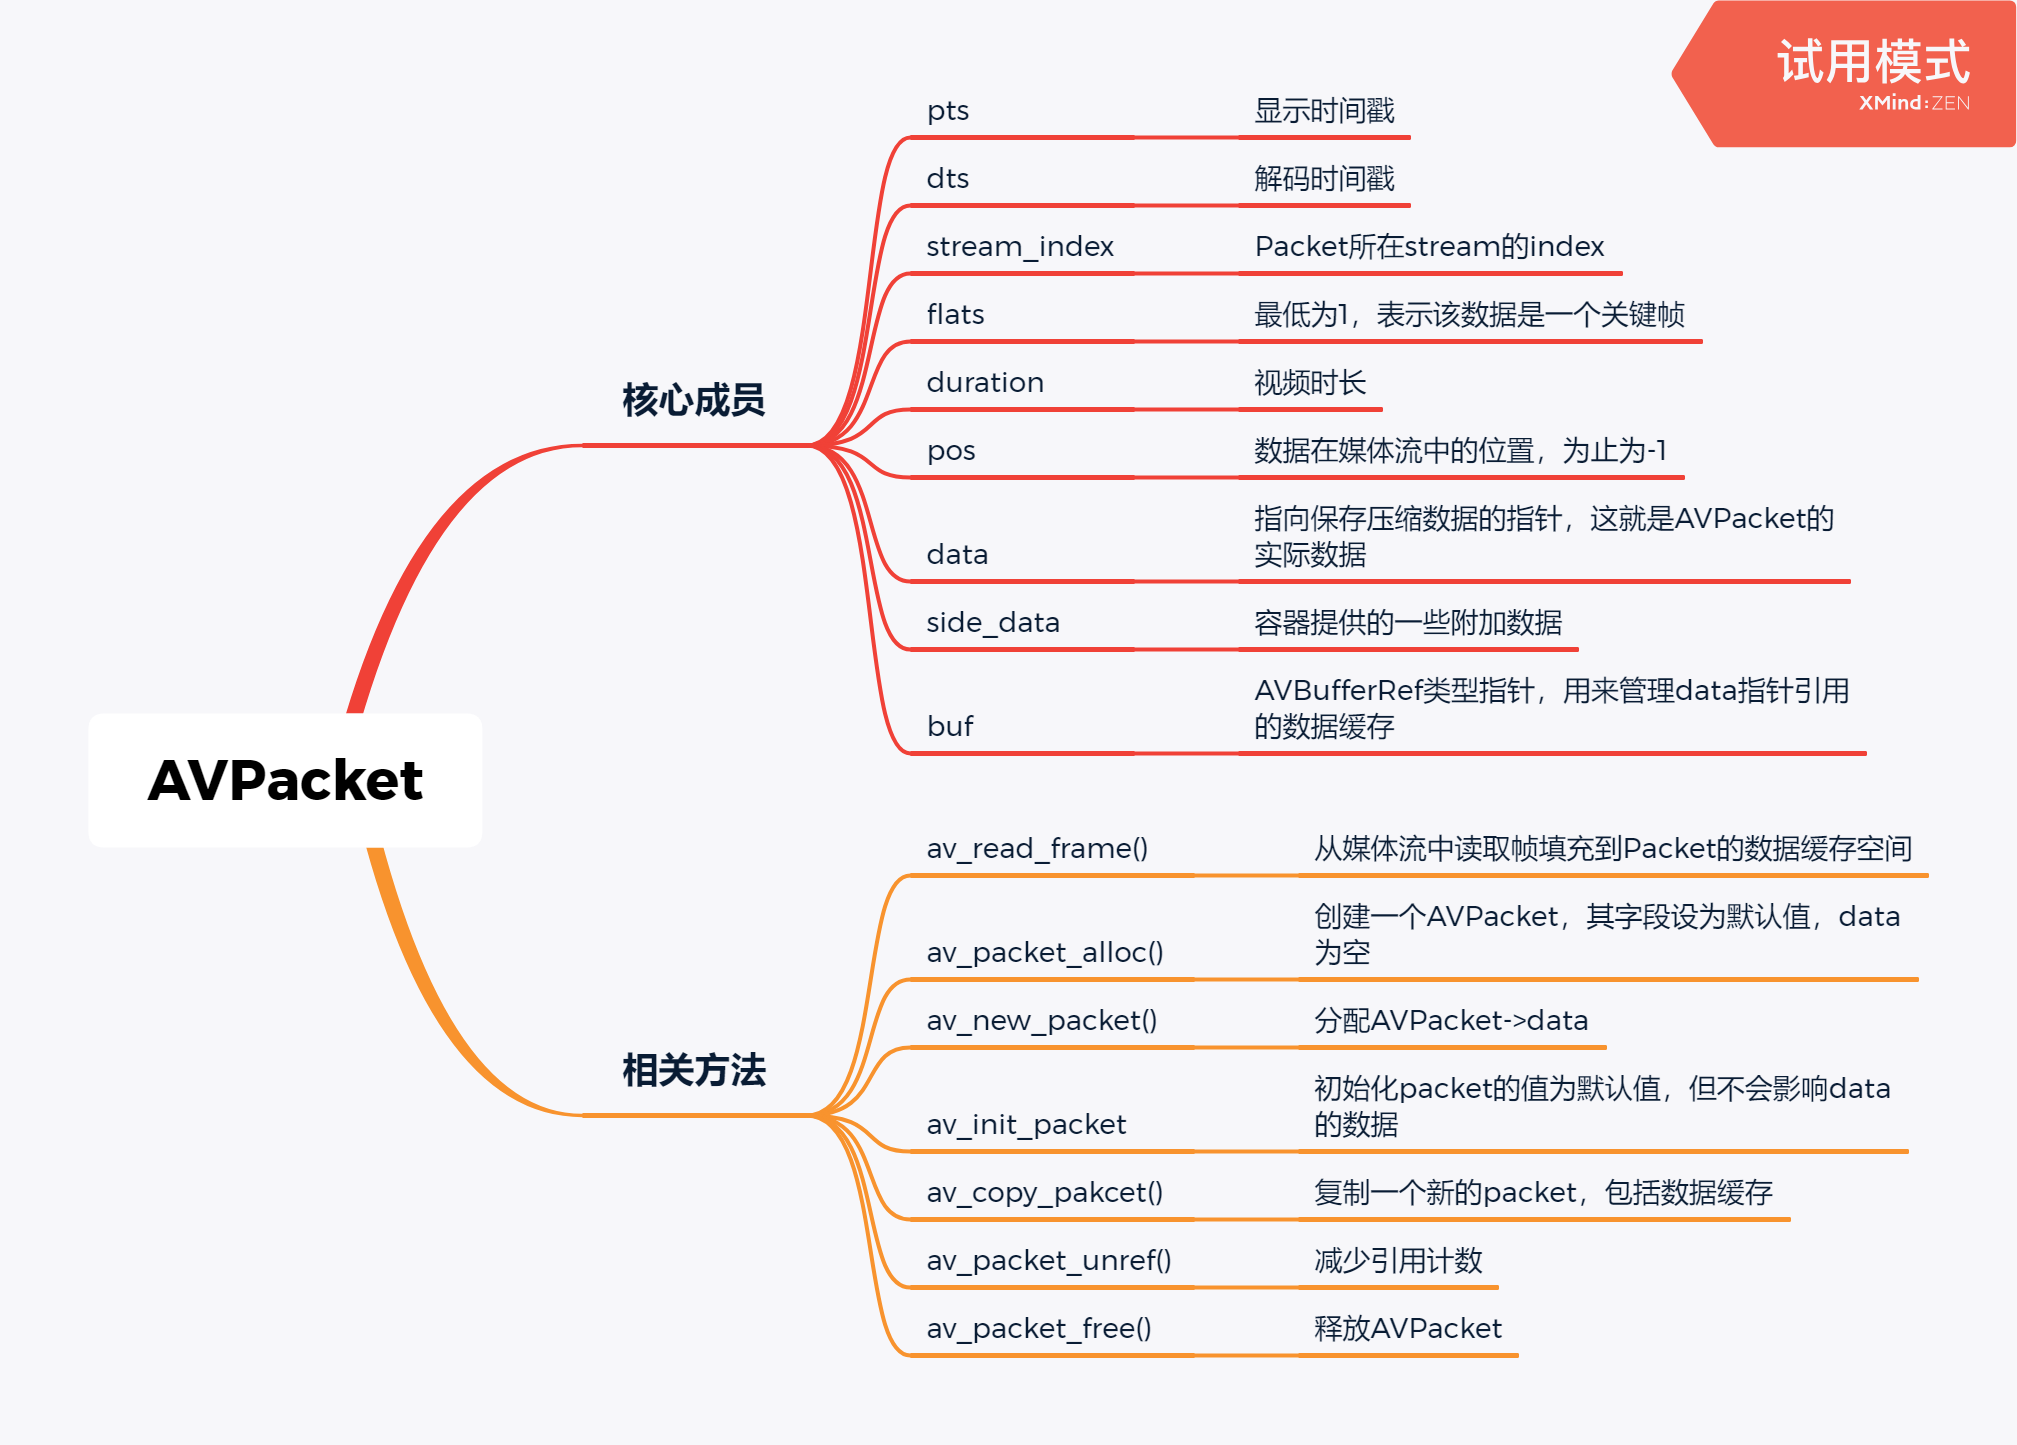 试用模式
XMind:ZEN
AVPacket
核心成员
pts
显示时间戳
dts
解码时间戳
stream_index
Packet所在stream的index
flats
最低为1，表示该数据是一个关键帧
duration
视频时长
pos
数据在媒体流中的位置，为止为-1
data
指向保存压缩数据的指针，这就是AVPacket的
实际数据
side_data
容器提供的一些附加数据
buf
AVBufferRef类型指针，用来管理data指针引用
的数据缓存
相关方法
av_read_frame()
从媒体流中读取帧填充到Packet的数据缓存空间
av_packet_alloc()
创建一个AVPacket，其字段设为默认值，data
为空
av_new_packet()
分配AVPacket->data
av_init_packet
初始化packet的值为默认值，但不会影响data
的数据
av_copy_pakcet()
复制一个新的packet，包括数据缓存
av_packet_unref()
减少引用计数
av_packet_free()
释放AVPacket